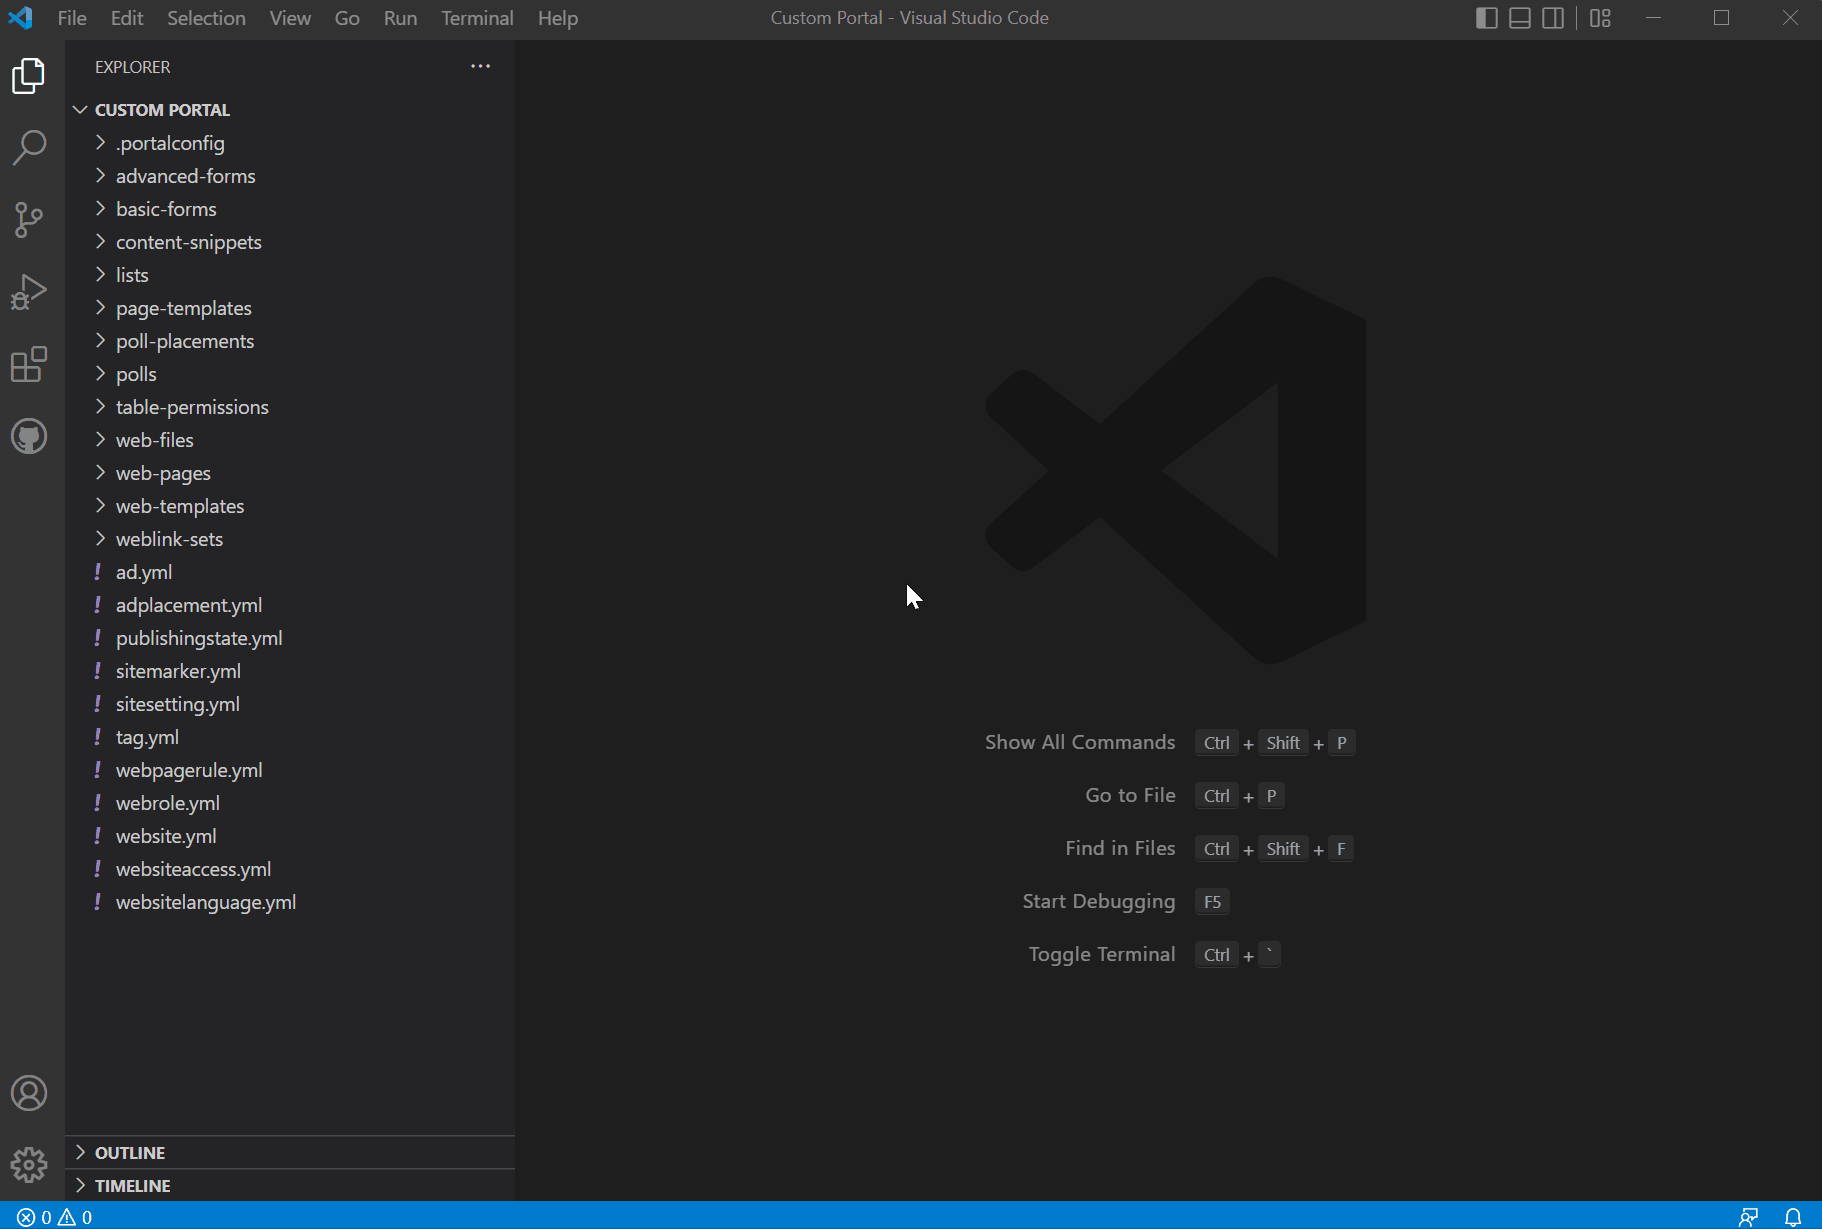 File Edit Selection View Go Run Terminal Help
Custom Portal - Visual Studio Code
EXPLORER
CUSTOM PORTAL
.portalconfig
advanced-forms
basic-forms
content-snippets
lists
page-templates
poll-placements
polls
table-permissions
web-files
web-pages
web-templates
weblink-sets
! ad.yml
! adplacement.yml
! publishingstate.yml
! sitemarker.yml
! sitesetting.yml
! tag.yml
! webpagerule.yml
! webrole.yml
! website.yml
! websiteaccess.yml
! websitelanguage.yml
OUTLINE
TIMELINE
Show All Commands Ctrl + Shift + P
Go to File Ctrl + P
Find in Files Ctrl + Shift + F
Start Debugging F5
Toggle Terminal Ctrl + `
0 0